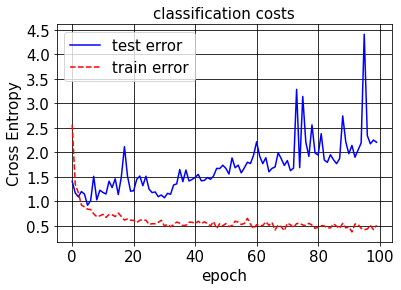 classification costs
test error
train error
Cross Entropy
4.5
4.0
3.5
3.0
2.5
2.0
1.5
1.0
0.5
0 20 40 60 80 100
epoch